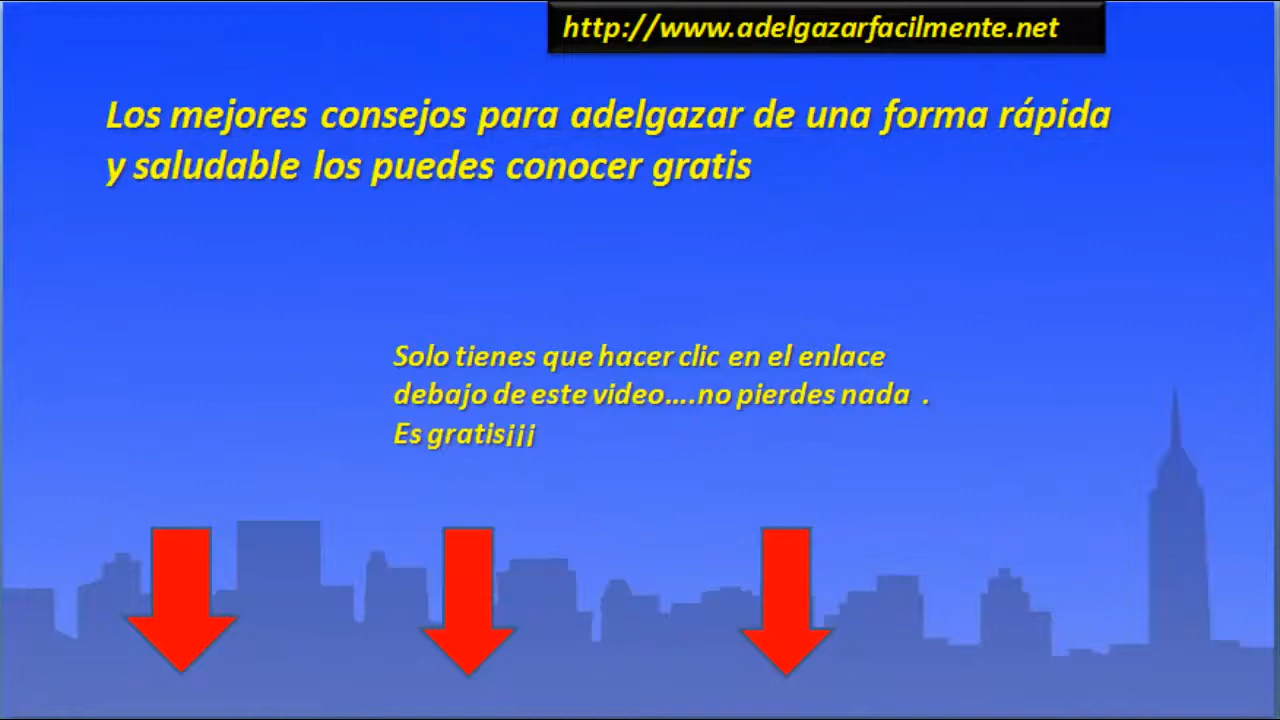 http://www.adelgazarfacilmente.net
Los mejores consejos para adelgazar de una forma rápida
y saludable los puedes conocer gratis
Solo tienes que hacer clic en el enlace
debajo de este video....no pierdes nada .
Es gratis¡¡¡